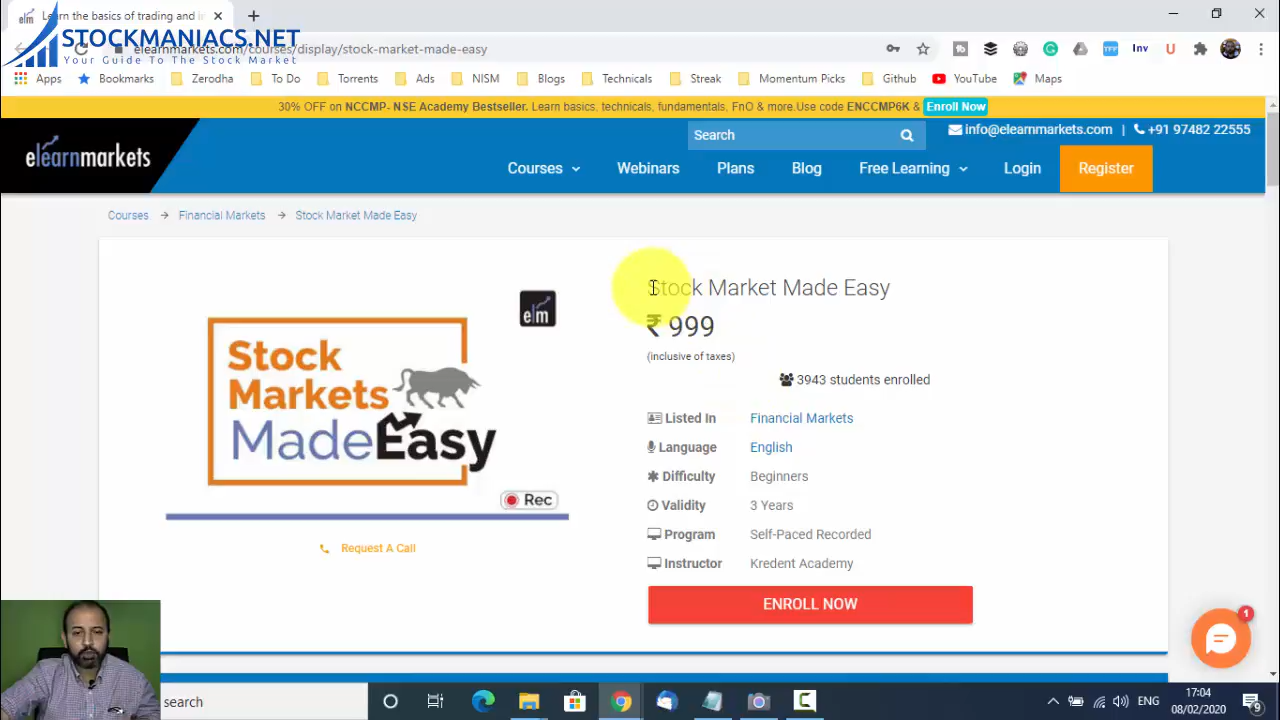 Learn the basics of trading and in
STOCKMANIACS.NET
Your Guide To The Stock Market
elearnmarkets.com/courses/display/stock-market-made-easy
Inv
Apps
Bookmarks
Zerodha
To Do
Torrents
Ads
NISM
Blogs
Technicals
Streak
Momentum Picks
Github
YouTube
Maps
30% OFF on NCCMP- NSE Academy Bestseller. Learn basics, technicals, fundamentals, FnO & more.Use code ENCCMP6K & Enroll Now
elearnmarkets
Search
info@elearnmarkets.com | +91 97482 22555
Courses
Webinars
Plans
Blog
Free Learning
Login
Register
Courses → Financial Markets → Stock Market Made Easy
elm
Stock
Markets
MadeEasy
Rec
Request A Call
Stock Market Made Easy
₹ 999
(inclusive of taxes)
3943 students enrolled
Listed In Financial Markets
Language English
Difficulty Beginners
Validity 3 Years
Program Self-Paced Recorded
Instructor Kredent Academy
ENROLL NOW
1
search
ENG
17:04
08/02/2020
9